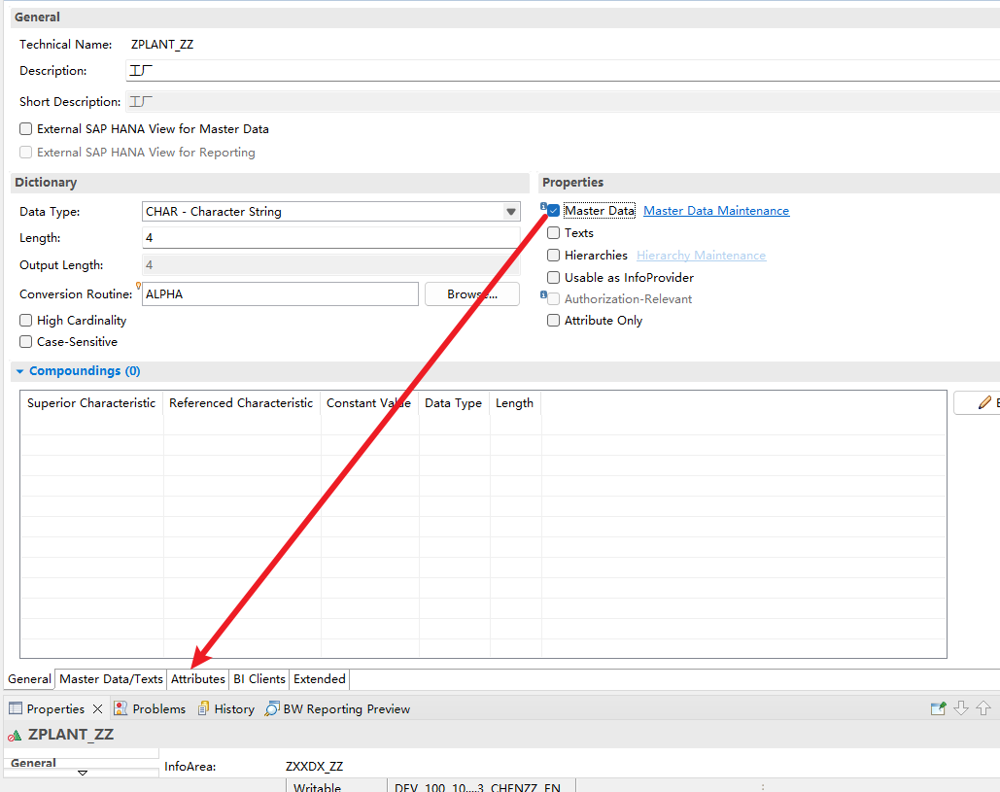 General
Technical Name: ZPLANT_ZZ
Description: 工厂
Short Description: 工厂
External SAP HANA View for Master Data
External SAP HANA View for Reporting
Dictionary
Data Type: CHAR - Character String
Length: 4
Output Length: 4
Conversion Routine: ALPHA Browse...
High Cardinality
Case-Sensitive
Properties
Master Data Master Data Maintenance
Texts
Hierarchies Hierarchy Maintenance
Usable as InfoProvider
Authorization-Relevant
Attribute Only
Compoundings (0)
Superior Characteristic Referenced Characteristic Constant Value Data Type Length
General Master Data/Texts Attributes BI Clients Extended
Properties Problems History BW Reporting Preview
ZPLANT_ZZ
General InfoArea: ZXXDX_ZZ
Writable DEV_100_10....3_CHENZZ_EN